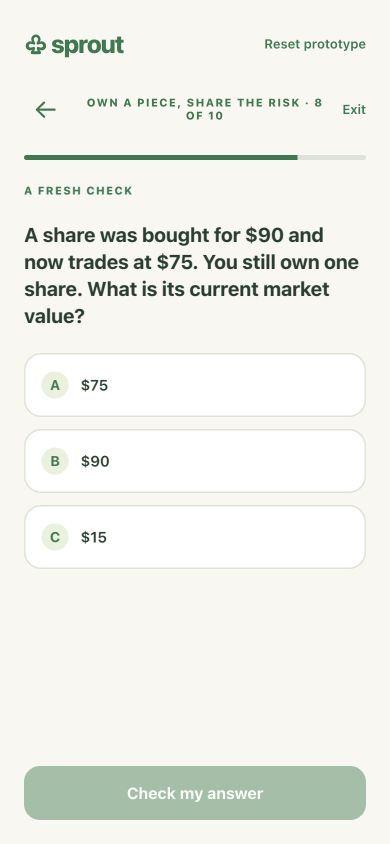 sprout
Reset prototype
OWN A PIECE, SHARE THE RISK · 8
OF 10
Exit
A FRESH CHECK
A share was bought for $90 and
now trades at $75. You still own one
share. What is its current market
value?
A $75
B $90
C $15
Check my answer